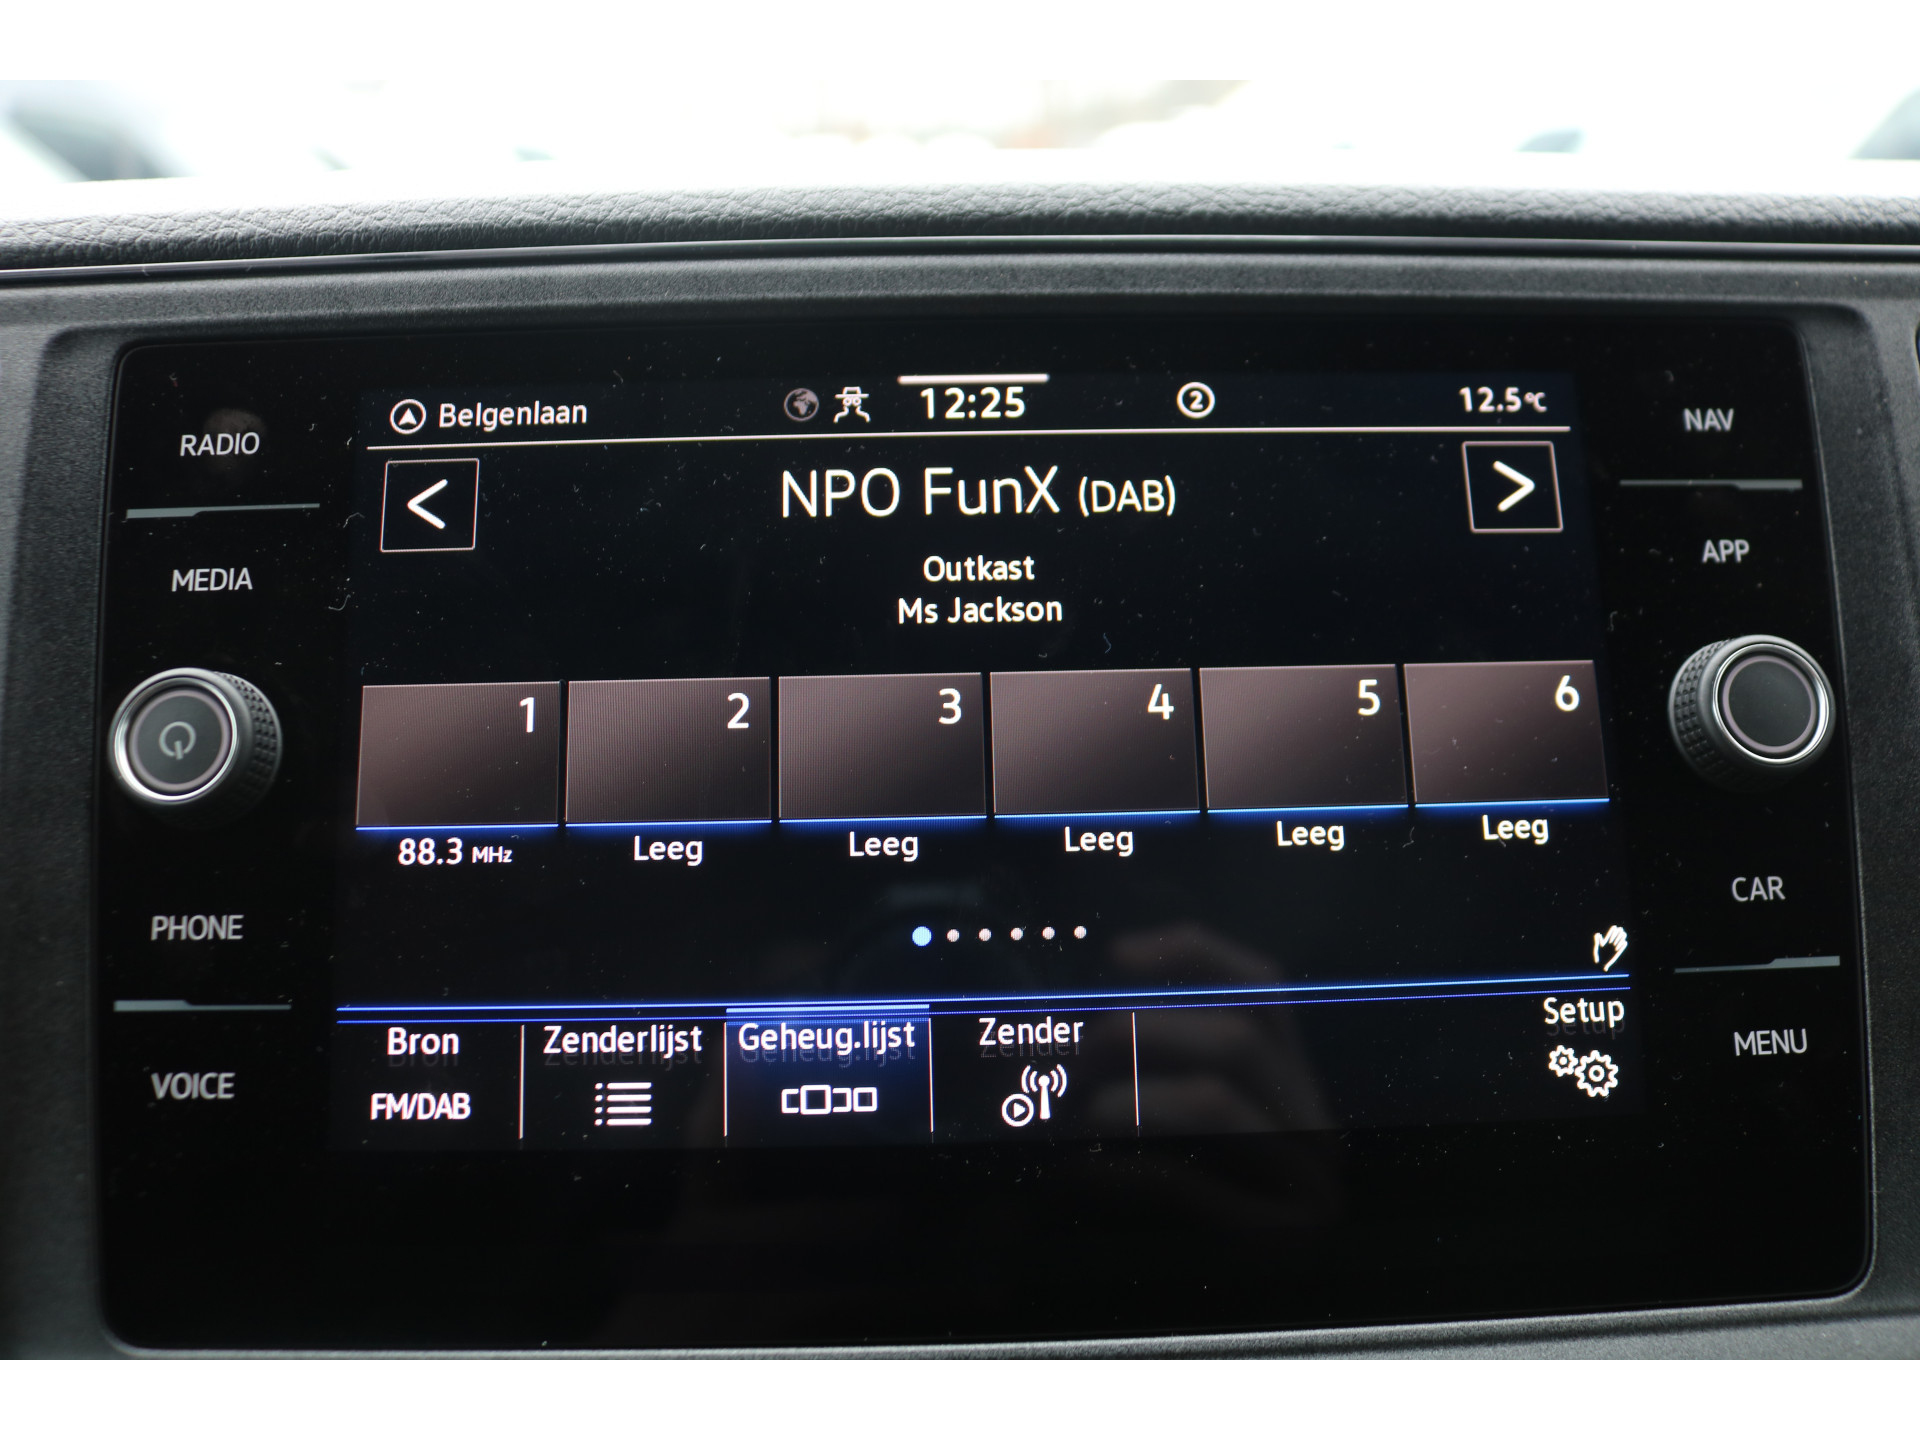 Belgenlaan 12:25 2 12.5°C
RADIO
NAV
< NPO FunX (DAB) >
MEDIA
APP
Outkast
Ms Jackson
1 2 3 4 5 6
88.3 MHz Leeg Leeg Leeg Leeg Leeg
PHONE
CAR
Bron Zenderlijst Geheug.lijst Zender Setup
FM/DAB
VOICE
MENU